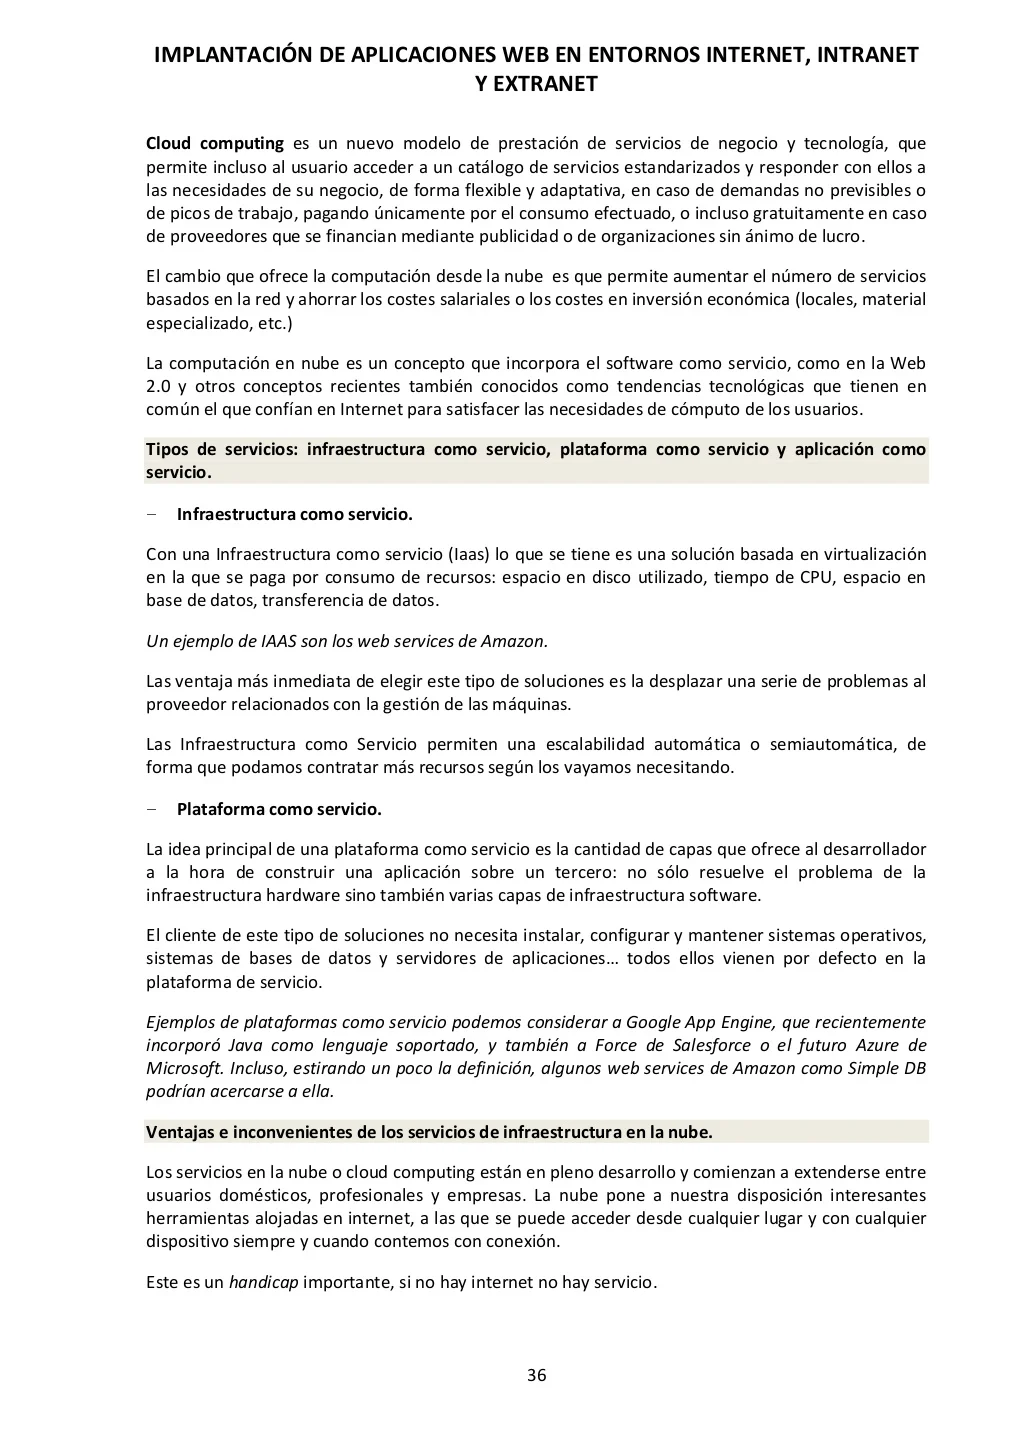 IMPLANTACIÓN DE APLICACIONES WEB EN ENTORNOS INTERNET, INTRANET
Y EXTRANET
Cloud computing es un nuevo modelo de prestación de servicios de negocio y tecnología, que
permite incluso al usuario acceder a un catálogo de servicios estandarizados y responder con ellos a
las necesidades de su negocio, de forma flexible y adaptativa, en caso de demandas no previsibles o
de picos de trabajo, pagando únicamente por el consumo efectuado, o incluso gratuitamente en caso
de proveedores que se financian mediante publicidad o de organizaciones sin ánimo de lucro.
El cambio que ofrece la computación desde la nube es que permite aumentar el número de servicios
basados en la red y ahorrar los costes salariales o los costes en inversión económica (locales, material
especializado, etc.)
La computación en nube es un concepto que incorpora el software como servicio, como en la Web
2.0 y otros conceptos recientes también conocidos como tendencias tecnológicas que tienen en
común el que confían en Internet para satisfacer las necesidades de cómputo de los usuarios.
Tipos de servicios: infraestructura como servicio, plataforma como servicio y aplicación como
servicio.
– Infraestructura como servicio.
Con una Infraestructura como servicio (Iaas) lo que se tiene es una solución basada en virtualización
en la que se paga por consumo de recursos: espacio en disco utilizado, tiempo de CPU, espacio en
base de datos, transferencia de datos.
Un ejemplo de IAAS son los web services de Amazon.
Las ventaja más inmediata de elegir este tipo de soluciones es la desplazar una serie de problemas al
proveedor relacionados con la gestión de las máquinas.
Las Infraestructura como Servicio permiten una escalabilidad automática o semiautomática, de
forma que podamos contratar más recursos según los vayamos necesitando.
– Plataforma como servicio.
La idea principal de una plataforma como servicio es la cantidad de capas que ofrece al desarrollador
a la hora de construir una aplicación sobre un tercero: no sólo resuelve el problema de la
infraestructura hardware sino también varias capas de infraestructura software.
El cliente de este tipo de soluciones no necesita instalar, configurar y mantener sistemas operativos,
sistemas de bases de datos y servidores de aplicaciones… todos ellos vienen por defecto en la
plataforma de servicio.
Ejemplos de plataformas como servicio podemos considerar a Google App Engine, que recientemente
incorporó Java como lenguaje soportado, y también a Force de Salesforce o el futuro Azure de
Microsoft. Incluso, estirando un poco la definición, algunos web services de Amazon como Simple DB
podrían acercarse a ella.
Ventajas e inconvenientes de los servicios de infraestructura en la nube.
Los servicios en la nube o cloud computing están en pleno desarrollo y comienzan a extenderse entre
usuarios domésticos, profesionales y empresas. La nube pone a nuestra disposición interesantes
herramientas alojadas en internet, a las que se puede acceder desde cualquier lugar y con cualquier
dispositivo siempre y cuando contemos con conexión.
Este es un handicap importante, si no hay internet no hay servicio.
36